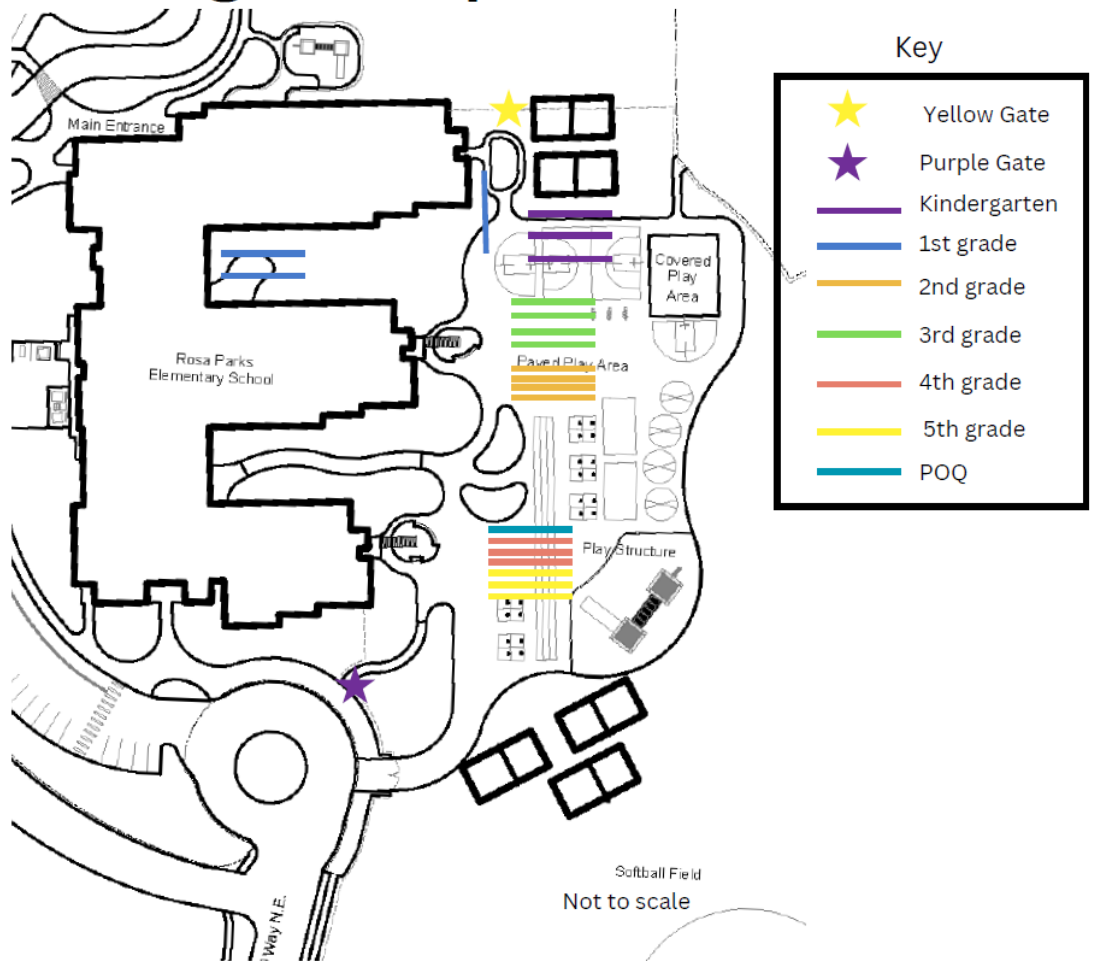 Key
Yellow Gate
Purple Gate
Kindergarten
1st grade
2nd grade
3rd grade
4th grade
5th grade
POQ
Main Entrance
Covered
Play
Area
Rosa Parks
Elementary School
Paved Play Area
Play Structure
Softball Field
Not to scale
Way N.E.